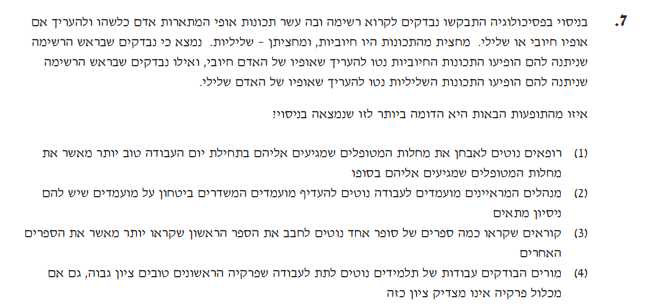 7. בניסוי בפסיכולוגיה התבקשו נבדקים לקרוא רשימה ובה עשר תכונות אופי המתארות אדם כלשהו ולהעריך אם
אופיו חיובי או שלילי. מחצית מהתכונות היו חיוביות, ומחציתן – שליליות. נמצא כי נבדקים שבראש הרשימה
שניתנה להם הופיעו התכונות החיוביות נטו להעריך שאופיו של האדם חיובי, ואילו נבדקים שבראש הרשימה
שניתנה להם הופיעו התכונות השליליות נטו להעריך שאופיו של האדם שלילי.
איזו מהתופעות הבאות היא הדומה ביותר לזו שנמצאה בניסוי?
(1) רופאים נוטים לאבחן את מחלות המטופלים שמגיעים אליהם בתחילת יום העבודה טוב יותר מאשר את
מחלות המטופלים שמגיעים אליהם בסופו
(2) מנהלים המראיינים מועמדים לעבודה נוטים להעדיף מועמדים המשדרים ביטחון על מועמדים שיש להם
ניסיון מתאים
(3) קוראים שקראו כמה ספרים של סופר אחד נוטים לחבב את הספר הראשון שקראו יותר מאשר את הספרים
האחרים
(4) מורים הבודקים עבודות של תלמידים נוטים לתת לעבודה שפרקיה הראשונים טובים ציון גבוה, גם אם
מכלול פרקיה אינו מצדיק ציון כזה